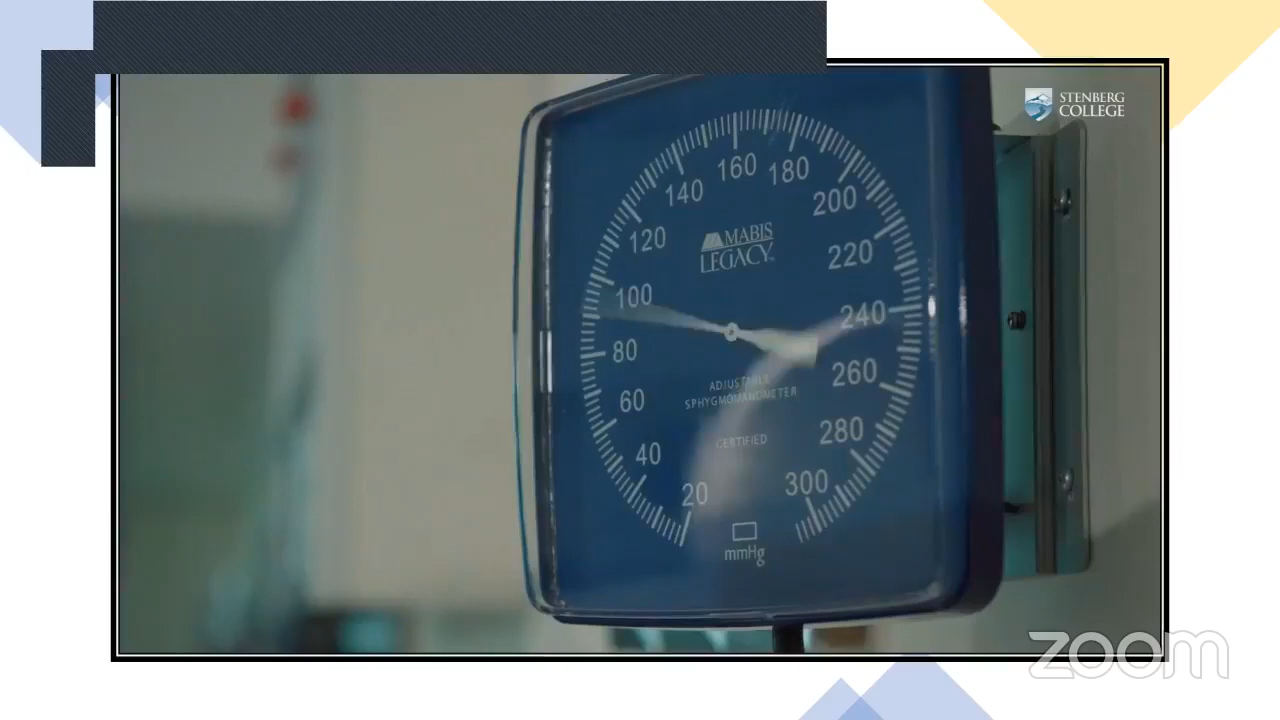 STENBERG
COLLEGE
160
180
140
200
120
MABIS
LEGACY™
220
100
240
80
260
60
ADJUSTABLE
SPHYGMOMANOMETER
280
CERTIFIED
40
300
20
mmHg
zoom